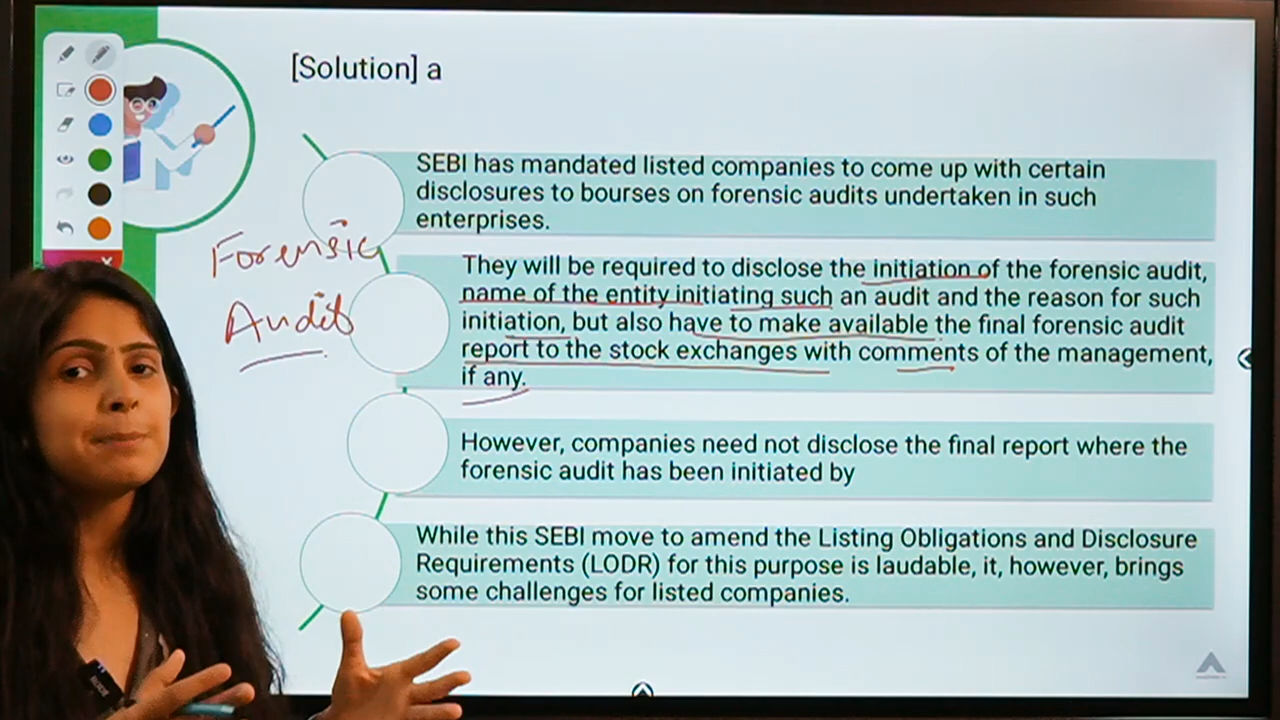 [Solution] a
SEBI has mandated listed companies to come up with certain
disclosures to bourses on forensic audits undertaken in such
enterprises.
Forensic
Audit
They will be required to disclose the initiation of the forensic audit,
name of the entity initiating such an audit and the reason for such
initiation, but also have to make available the final forensic audit
report to the stock exchanges with comments of the management,
if any.
However, companies need not disclose the final report where the
forensic audit has been initiated by
While this SEBI move to amend the Listing Obligations and Disclosure
Requirements (LODR) for this purpose is laudable, it, however, brings
some challenges for listed companies.